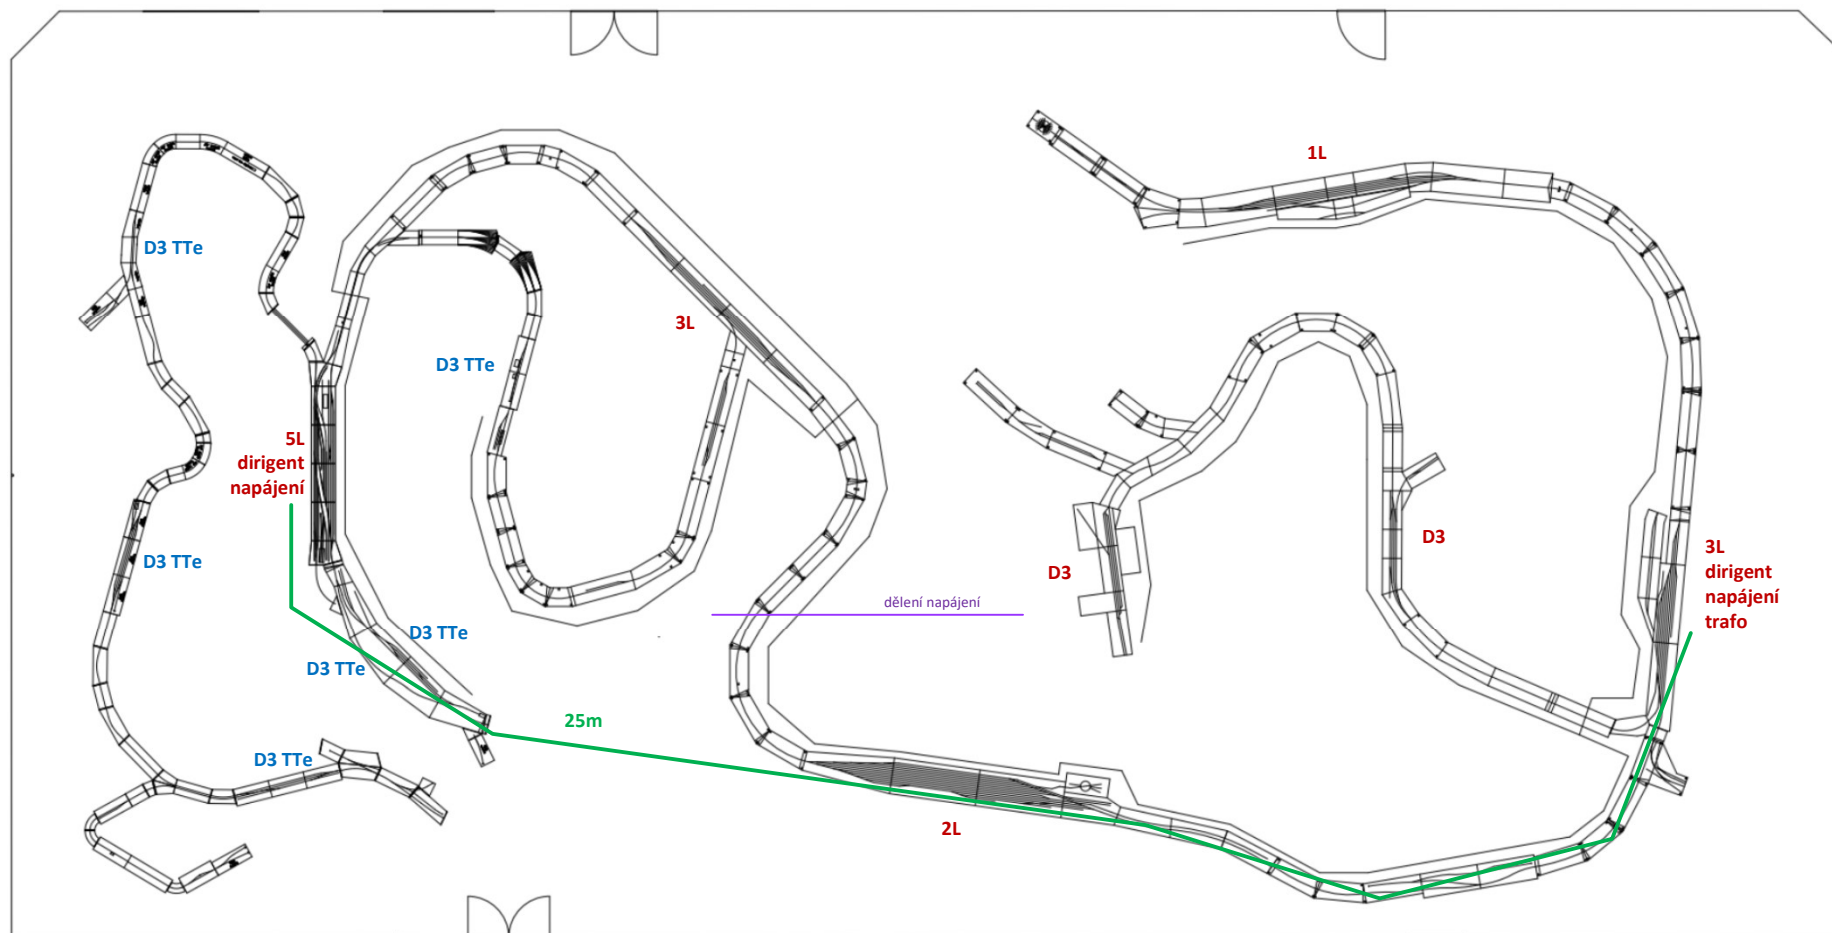 1L
D3 TTe
3L
D3 TTe
5L
dirigent
napájení
D3
3L
dirigent
napájení
trafo
D3 TTe
D3
dělení napájení
D3 TTe
D3 TTe
25m
D3 TTe
2L